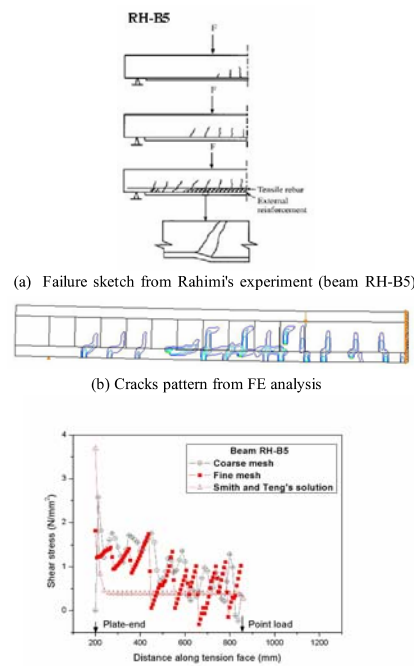 RH-B5
F
F
F
Tensile rebar
External
reinforcement
(a) Failure sketch from Rahimi's experiment (beam RH-B5)
(b) Cracks pattern from FE analysis
Beam RH-B5
Coarse mesh
Fine mesh
Smith and Teng's solution
Shear stress (N/mm²)
4
3
2
1
0
Plate-end
Point load
200
400
600
800
1000
1200
Distance along tension face (mm)